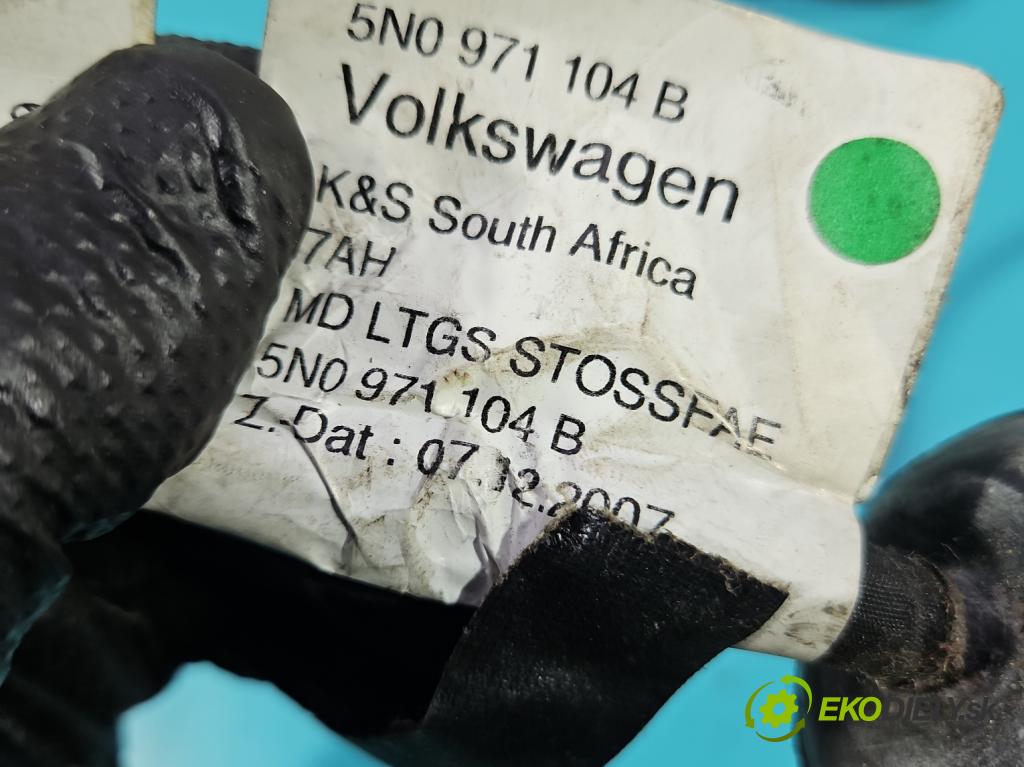 5N0 971 104 B
Volkswagen
K&S South Africa
7AH
MD LTGS STOSSFAE
5N0 971 104 B
Z.-Dat : 07.12.2007
EKODIELY.SK